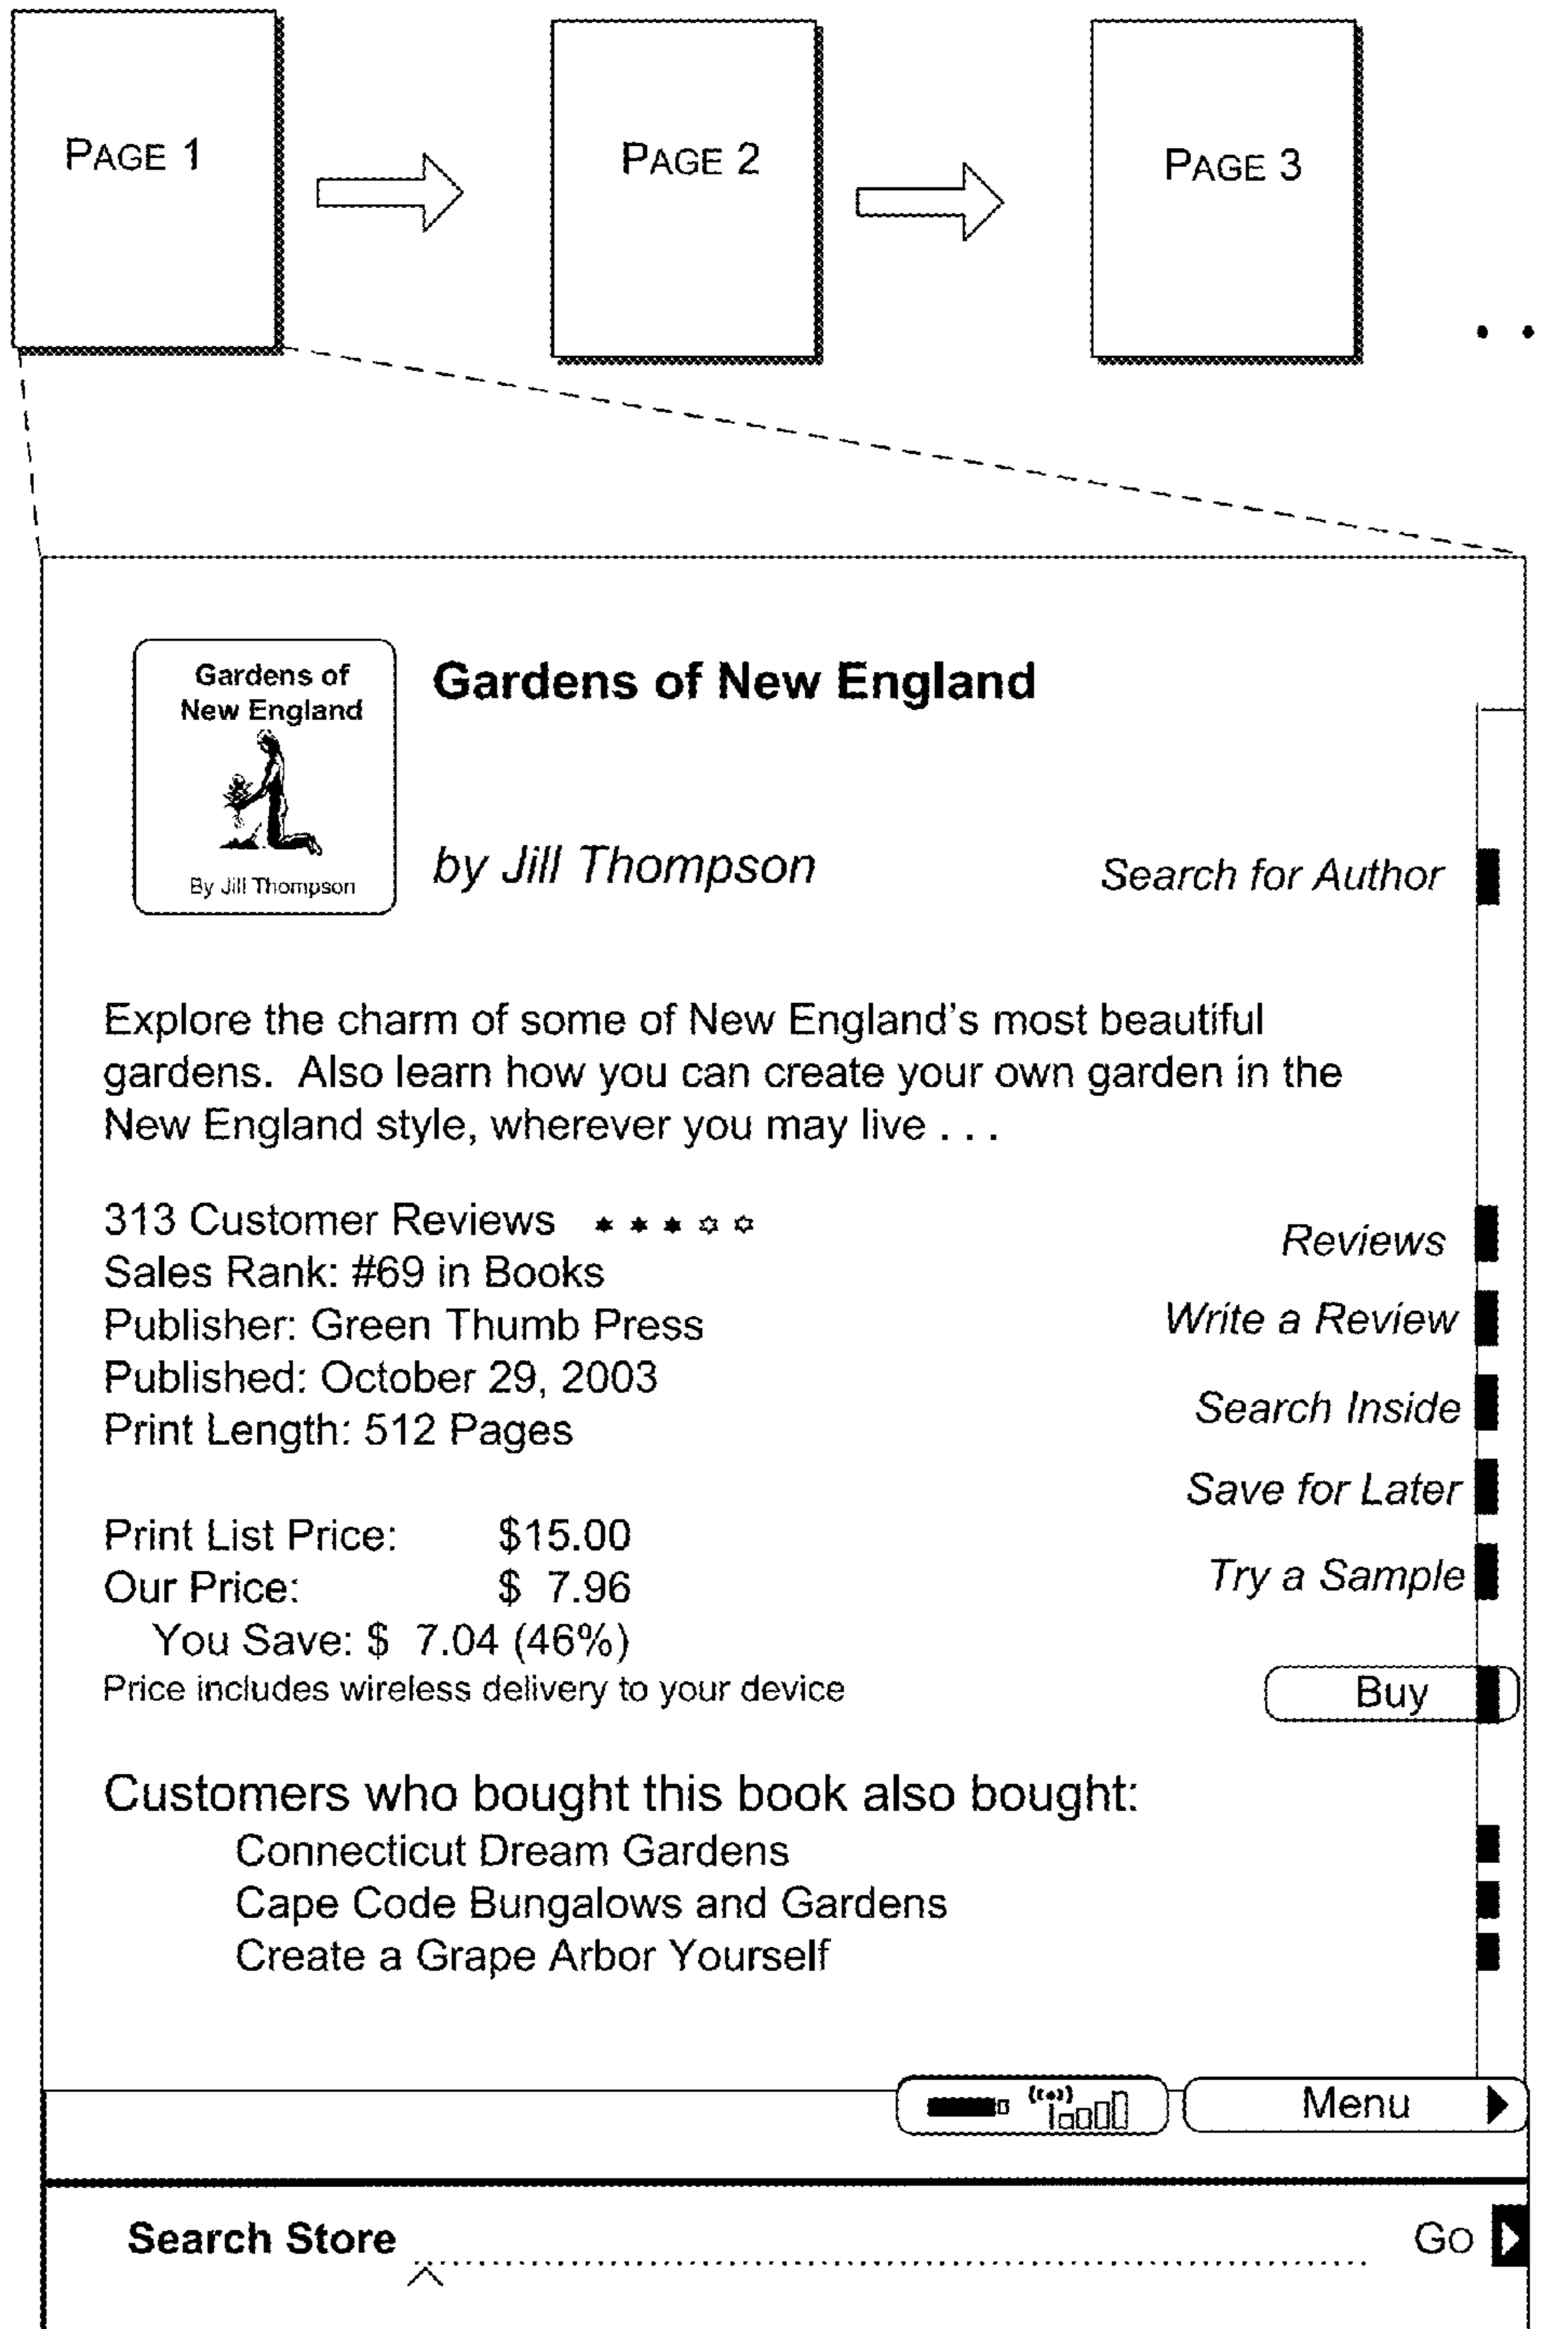 PAGE 1
PAGE 2
PAGE 3
. .
Gardens of
New England
By Jill Thompson
Gardens of New England
by Jill Thompson
Search for Author
Explore the charm of some of New England's most beautiful
gardens. Also learn how you can create your own garden in the
New England style, wherever you may live . . .
313 Customer Reviews ★ ★ ★ ☆ ☆
Reviews
Sales Rank: #69 in Books
Publisher: Green Thumb Press
Write a Review
Published: October 29, 2003
Print Length: 512 Pages
Search Inside
Save for Later
Print List Price: $15.00
Our Price: $ 7.96
Try a Sample
You Save: $ 7.04 (46%)
Price includes wireless delivery to your device
Buy
Customers who bought this book also bought:
Connecticut Dream Gardens
Cape Code Bungalows and Gardens
Create a Grape Arbor Yourself
Menu
Search Store
Go